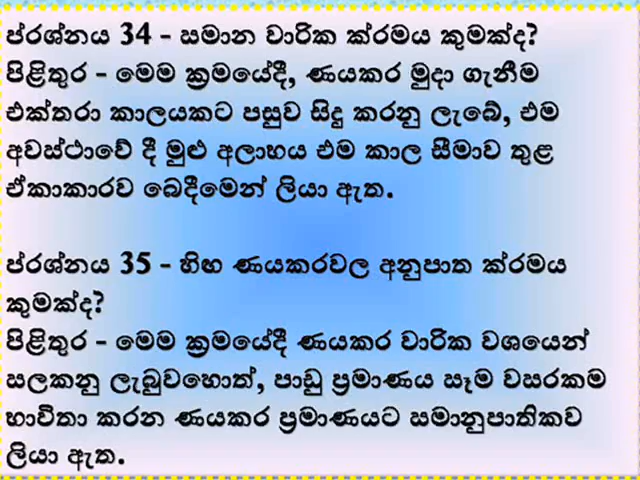 ප්රශ්නය 34 - සමාන වාරික ක්රමය කුමක්ද?
පිළිතුර - මෙම ක්‍රමයේදී, ණයකර මුදා ගැනීම
එක්තරා කාලයකට පසුව සිදු කරනු ලැබේ, එම
අවස්ථාවේ දී මුළු අලාභය එම කාල සීමාව තුළ
ඒකාකාරව බෙදීමෙන් ලියා ඇත.
ප්රශ්නය 35 - හිඟ ණයකරවල අනුපාත ක්රමය
කුමක්ද?
පිළිතුර - මෙම ක්‍රමයේදී ණයකර වාරික වශයෙන්
සලකනු ලැබුවහොත්, පාඩු ප්‍රමාණය සෑම වසරකම
භාවිතා කරන ණයකර ප්‍රමාණයට සමානුපාතිකව
ලියා ඇත.